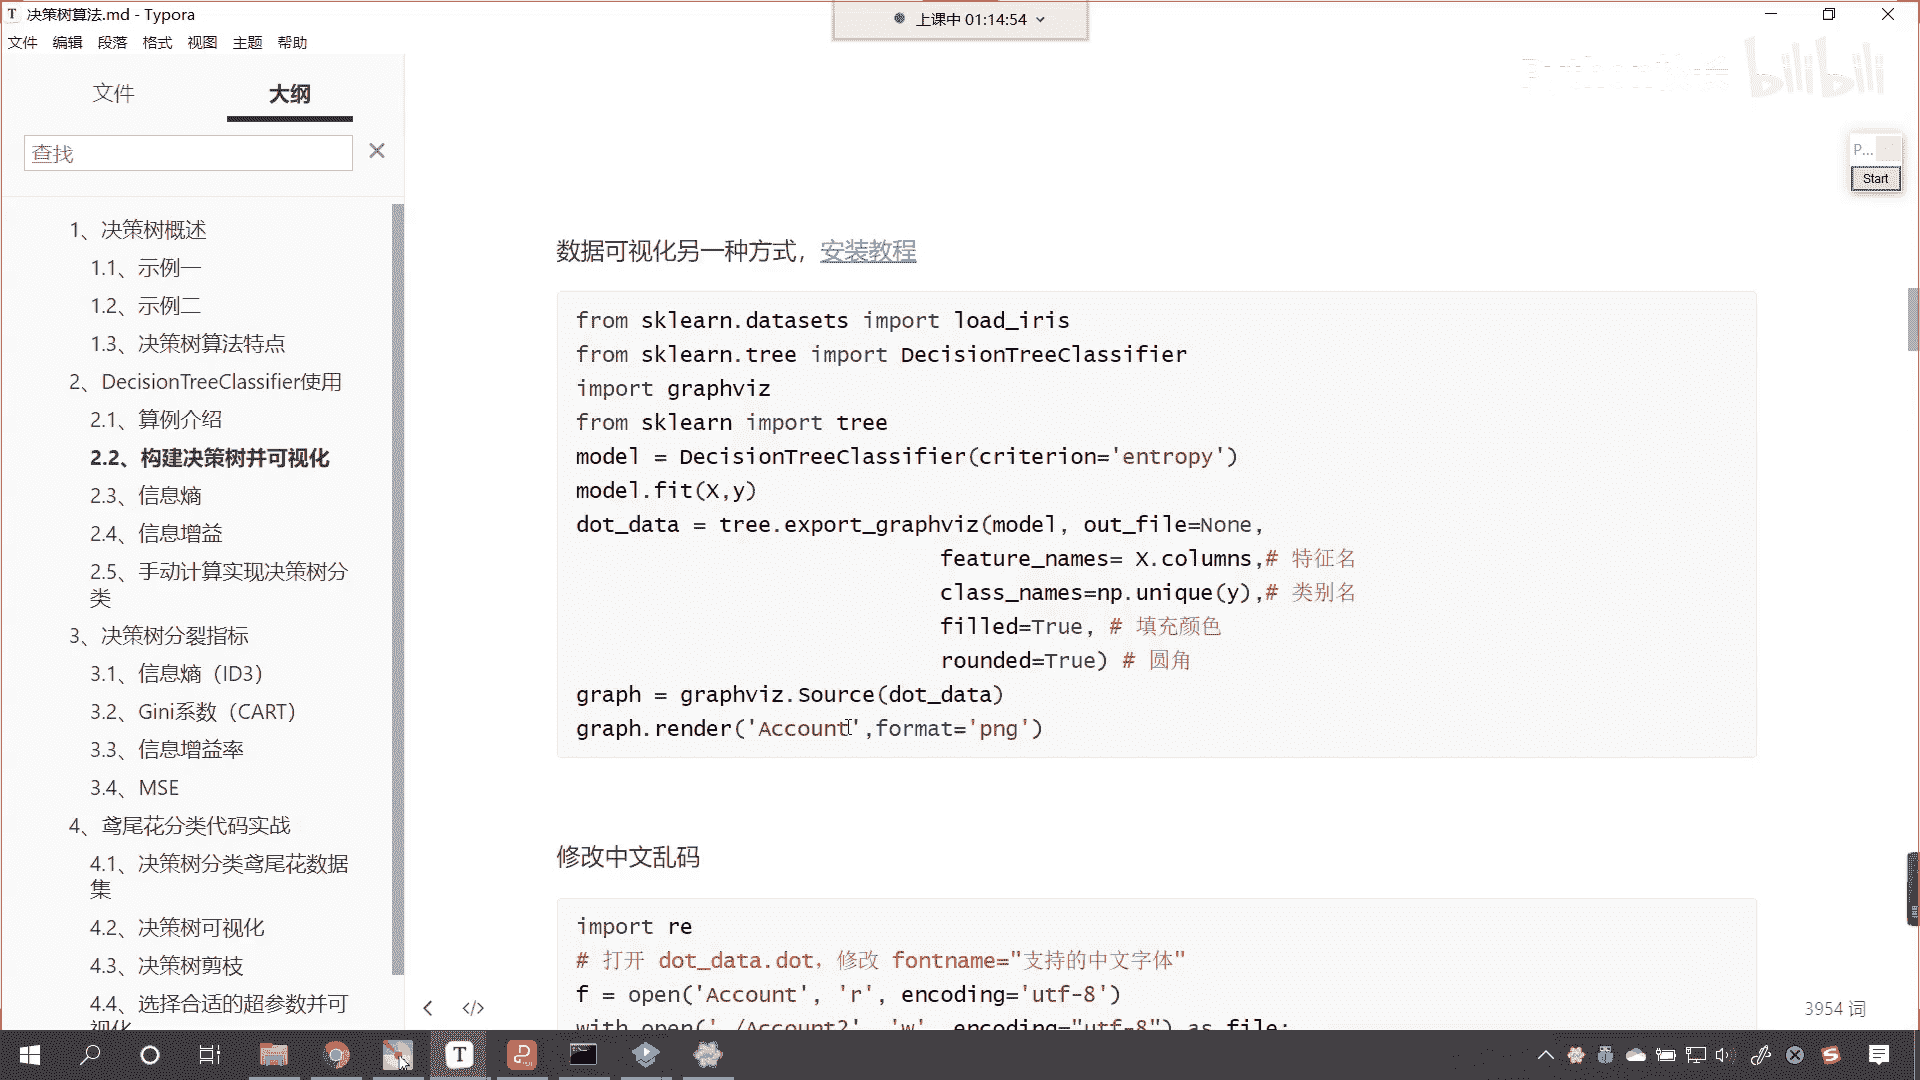 决策树算法.md - Typora
上课中 01:14:54
文件 编辑 段落 格式 视图 主题 帮助
bilibili
文件 大纲
查找
P...
Start
1、决策树概述
1.1、示例一
1.2、示例二
1.3、决策树算法特点
2、DecisionTreeClassifier使用
2.1、算例介绍
2.2、构建决策树并可视化
2.3、信息熵
2.4、信息增益
2.5、手动计算实现决策树分
类
3、决策树分裂指标
3.1、信息熵（ID3）
3.2、Gini系数（CART）
3.3、信息增益率
3.4、MSE
4、鸢尾花分类代码实战
4.1、决策树分类鸢尾花数据
集
4.2、决策树可视化
4.3、决策树剪枝
4.4、选择合适的超参数并可
视化
数据可视化另一种方式，安装教程
from sklearn.datasets import load_iris
from sklearn.tree import DecisionTreeClassifier
import graphviz
from sklearn import tree
model = DecisionTreeClassifier(criterion='entropy')
model.fit(X,y)
dot_data = tree.export_graphviz(model, out_file=None,
feature_names= X.columns,# 特征名
class_names=np.unique(y),# 类别名
filled=True, # 填充颜色
rounded=True) # 圆角
graph = graphviz.Source(dot_data)
graph.render('Account',format='png')
修改中文乱码
import re
# 打开 dot_data.dot，修改 fontname="支持的中文字体"
f = open('Account', 'r', encoding='utf-8')
with open('./Account2', 'w', encoding="utf-8") as file:
3954 词